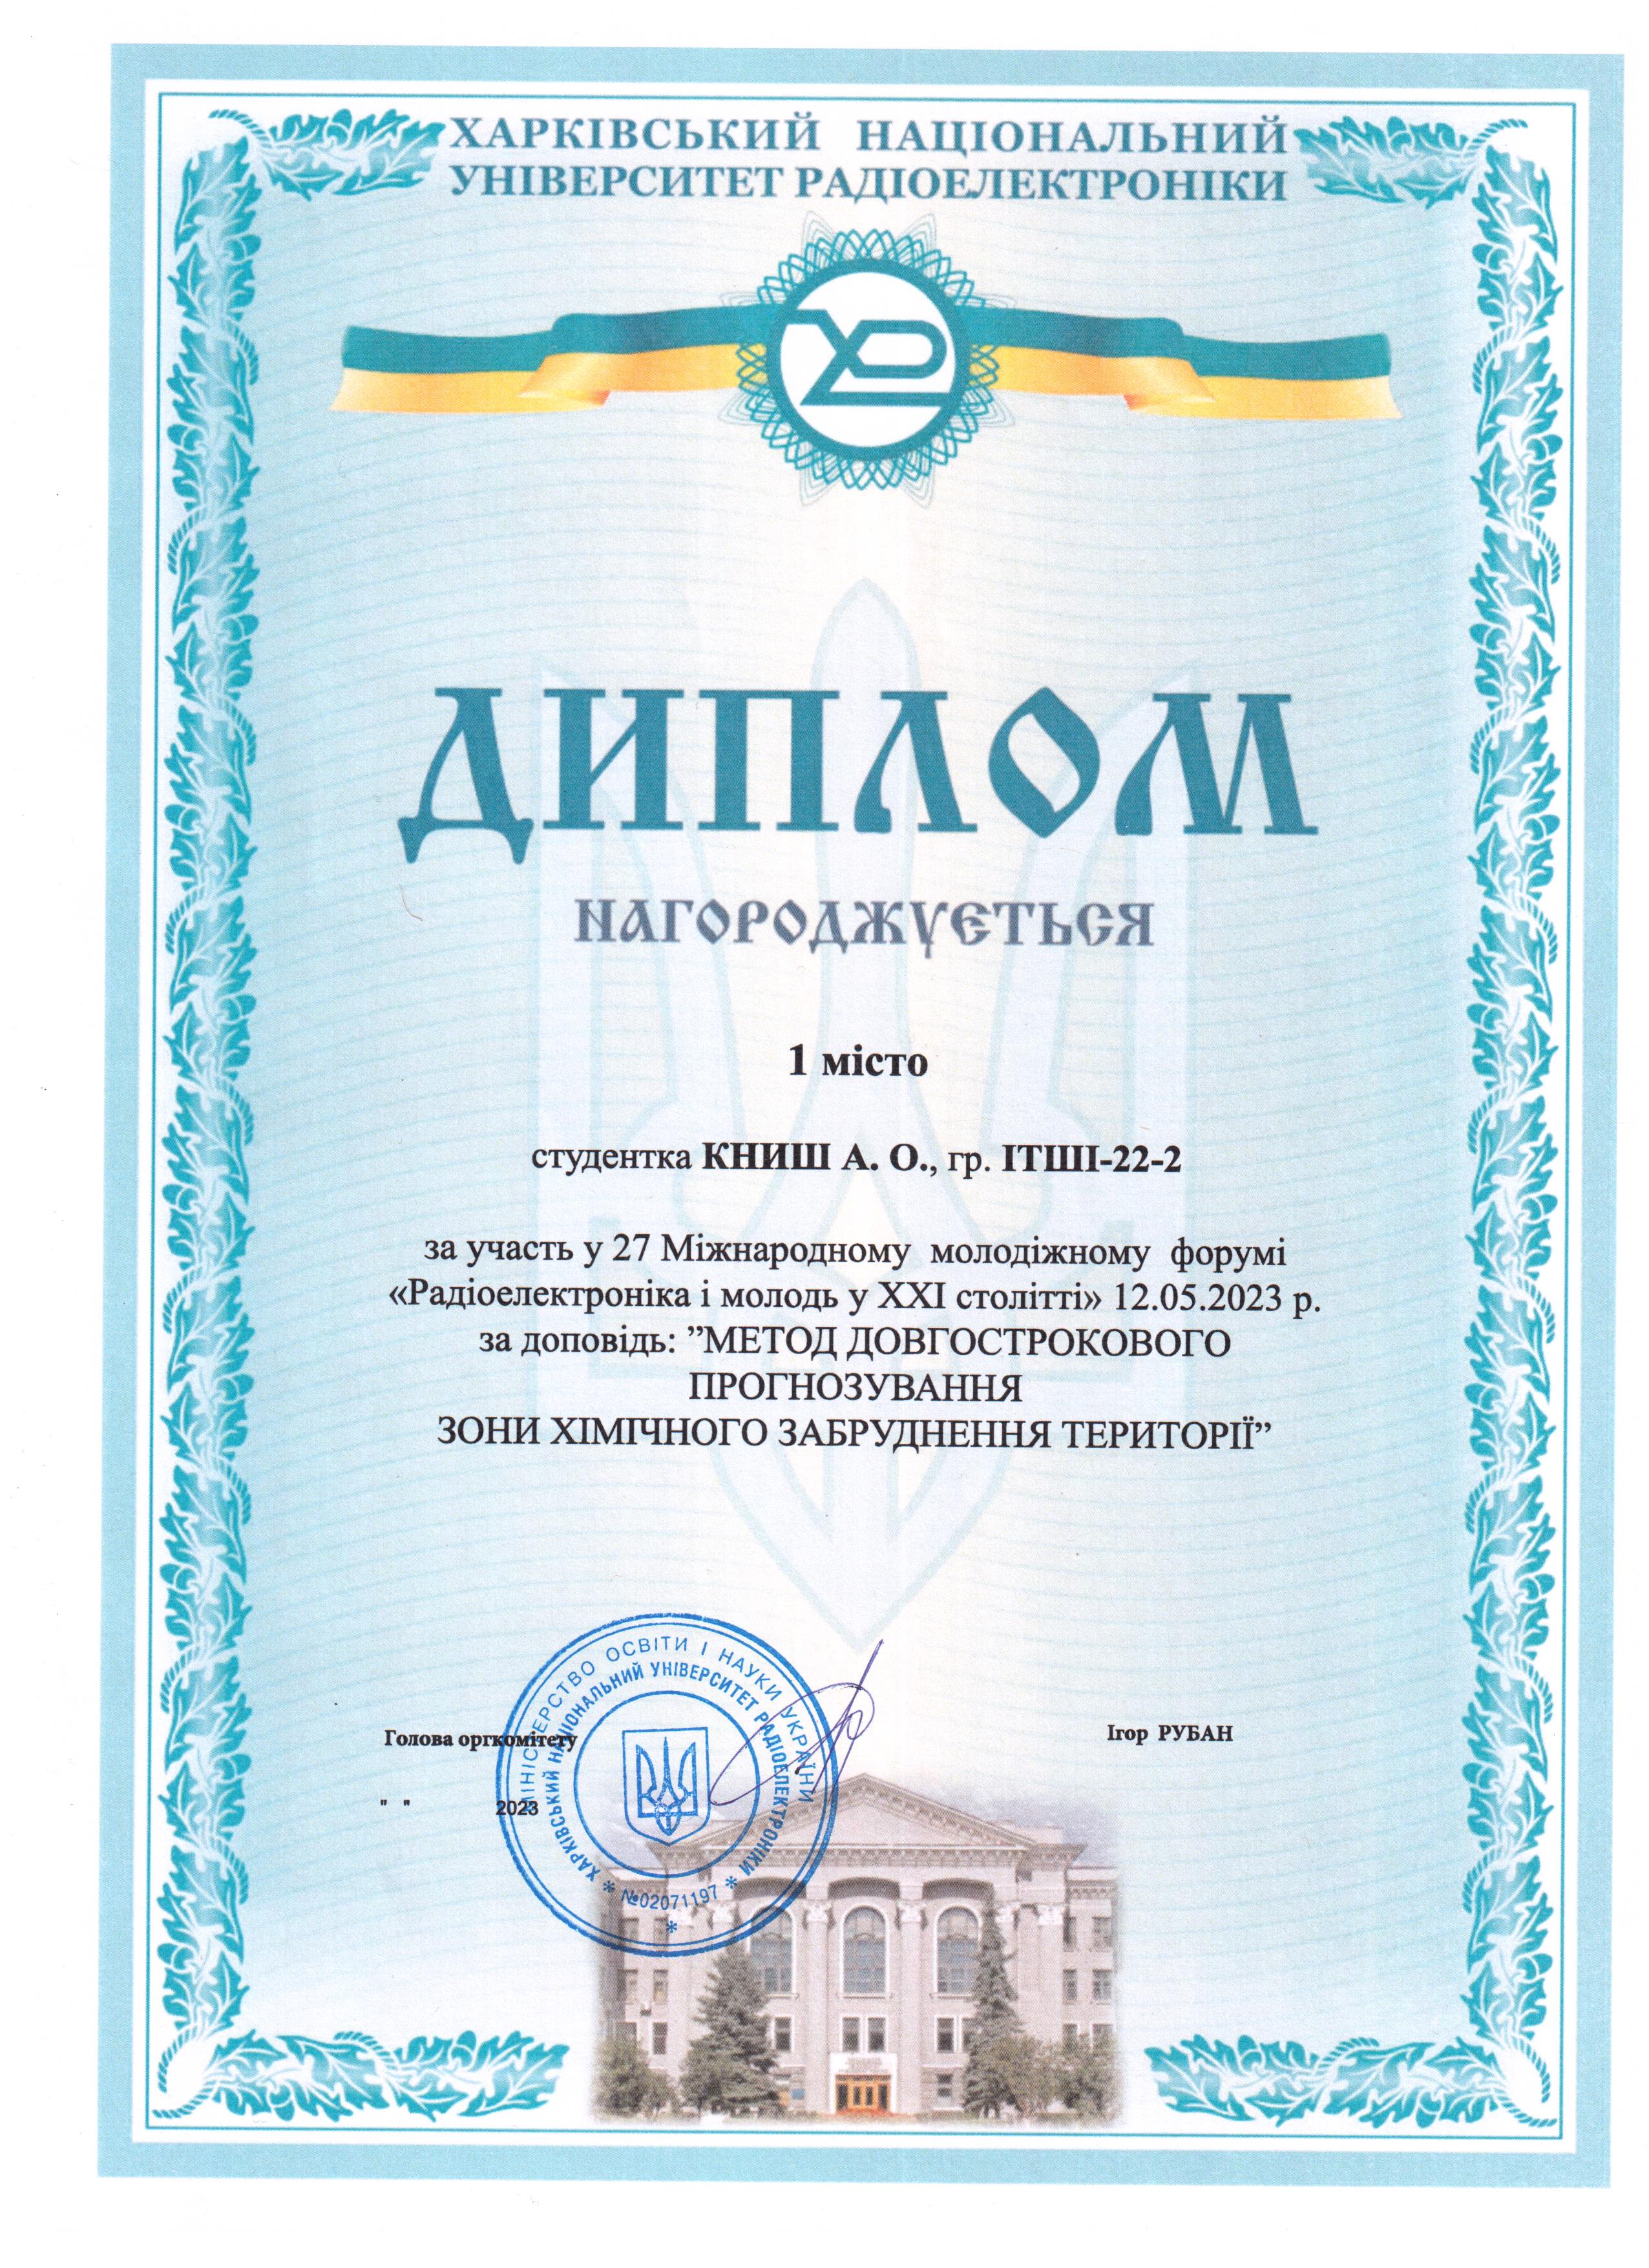 ХАРКІВСЬКИЙ НАЦІОНАЛЬНИЙ
УНІВЕРСИТЕТ РАДІОЕЛЕКТРОНІКИ
ДИПЛОМ
НАГОРОДЖУЄТЬСЯ
1 місто
студентка КНИШ А. О., гр. ІТШІ-22-2
за участь у 27 Міжнародному молодіжному форумі
«Радіоелектроніка і молодь у XXI столітті» 12.05.2023 р.
за доповідь: ”МЕТОД ДОВГОСТРОКОВОГО
ПРОГНОЗУВАННЯ
ЗОНИ ХІМІЧНОГО ЗАБРУДНЕННЯ ТЕРИТОРІЇ”
Голова оргкомітету
Ігор РУБАН
" " 2023
МІНІСТЕРСТВО ОСВІТИ І НАУКИ УКРАЇНИ
ХАРКІВСЬКИЙ НАЦІОНАЛЬНИЙ УНІВЕРСИТЕТ РАДІОЕЛЕКТРОНІКИ
* №02071197 *